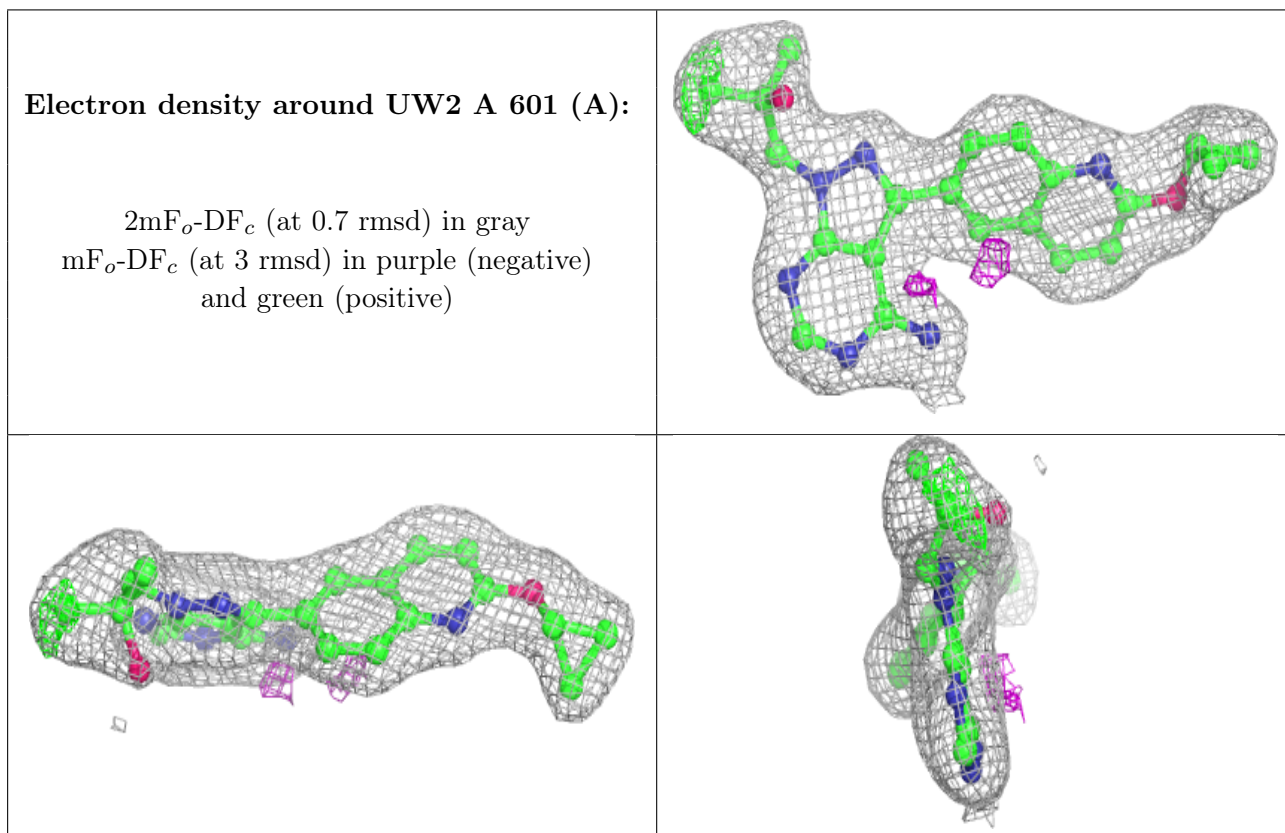 Electron density around UW2 A 601 (A):
2mFo-DFc (at 0.7 rmsd) in gray
mFo-DFc (at 3 rmsd) in purple (negative)
and green (positive)